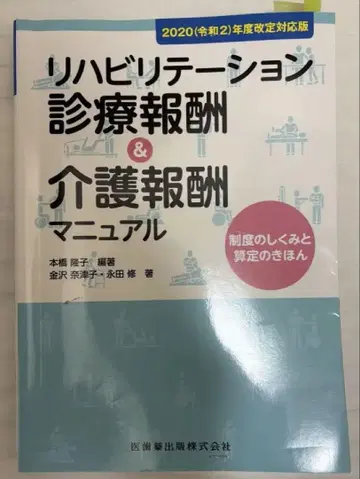 2020(令和2)年度改定対応版
リハビリテーション
診療報酬
&
介護報酬
マニュアル
制度のしくみと
算定のきほん
本橋 隆子 編著
金沢 奈津子・永田 修 著
医歯薬出版株式会社